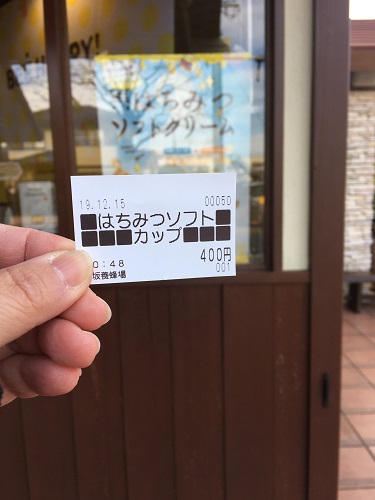 はちみつ
ソフトクリーム
19.12.15 00050
■はちみつソフト■
■■■カップ■■■
400円
0:48 001
坂養蜂場